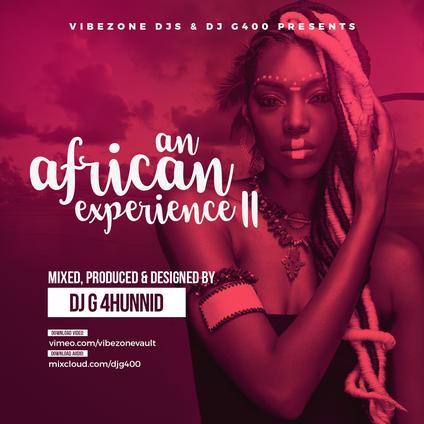 VIBEZONE DJS & DJ G400 PRESENTS
an
african
experience II
MIXED, PRODUCED & DESIGNED BY
DJ G 4HUNNID
DOWNLOAD VIDEO:
vimeo.com/vibezonevault
DOWNLOAD AUDIO:
mixcloud.com/djg400